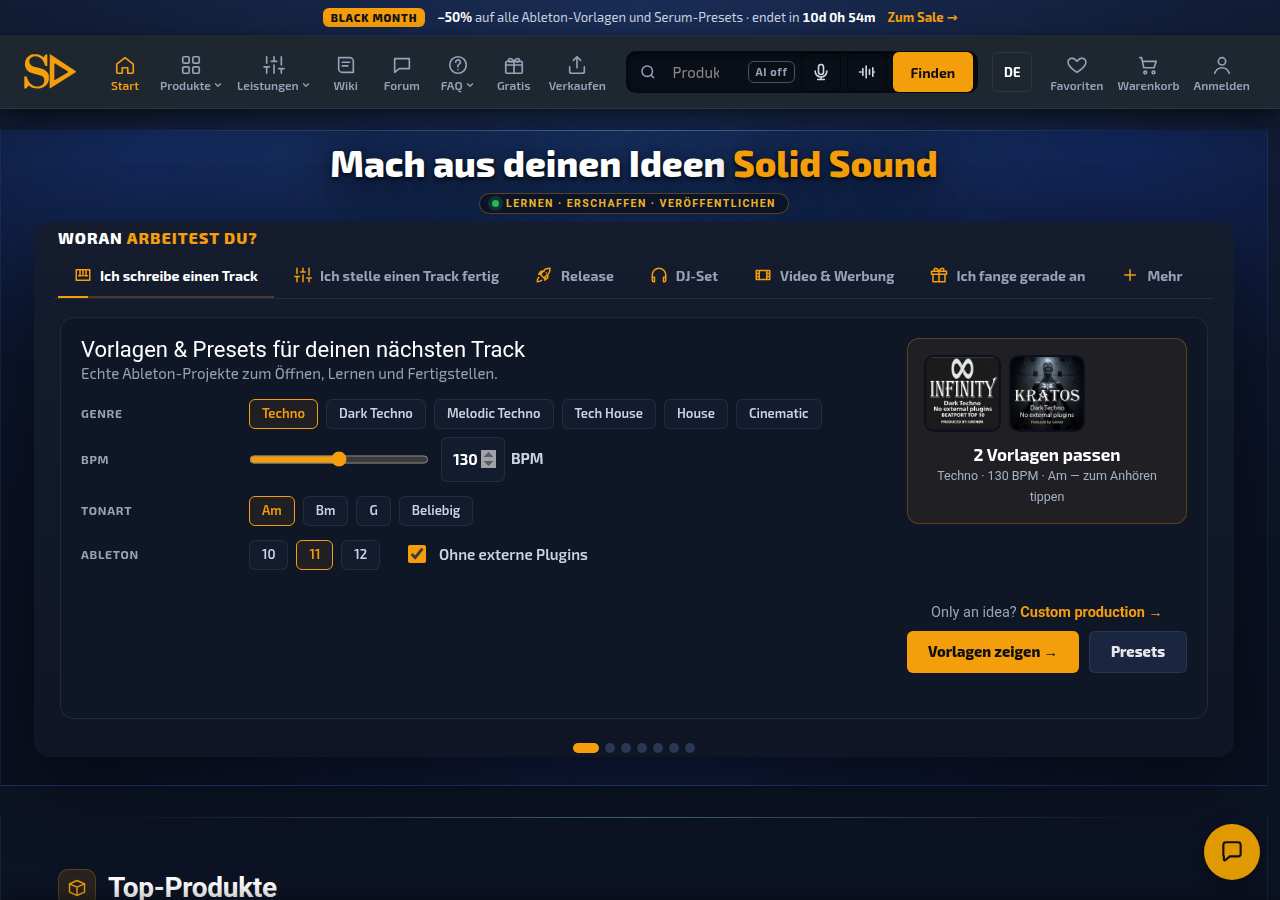 BLACK MONTH −50% auf alle Ableton-Vorlagen und Serum-Presets · endet in 10d 0h 54m Zum Sale →
Start Produkte Leistungen Wiki Forum FAQ Gratis Verkaufen Produk AI off Finden DE Favoriten Warenkorb Anmelden
Mach aus deinen Ideen Solid Sound
LERNEN · ERSCHAFFEN · VERÖFFENTLICHEN
WORAN ARBEITEST DU?
Ich schreibe einen Track Ich stelle einen Track fertig Release DJ-Set Video & Werbung Ich fange gerade an Mehr
Vorlagen & Presets für deinen nächsten Track
Echte Ableton-Projekte zum Öffnen, Lernen und Fertigstellen.
GENRE Techno Dark Techno Melodic Techno Tech House House Cinematic
BPM 130 BPM
TONART Am Bm G Beliebig
ABLETON 10 11 12 Ohne externe Plugins
INFINITY
Dark Techno
No external plugins
BEATPORT TOP 10
KRATOS
Dark Techno
No external plugins
2 Vorlagen passen
Techno · 130 BPM · Am — zum Anhören
tippen
Only an idea? Custom production →
Vorlagen zeigen → Presets
Top-Produkte